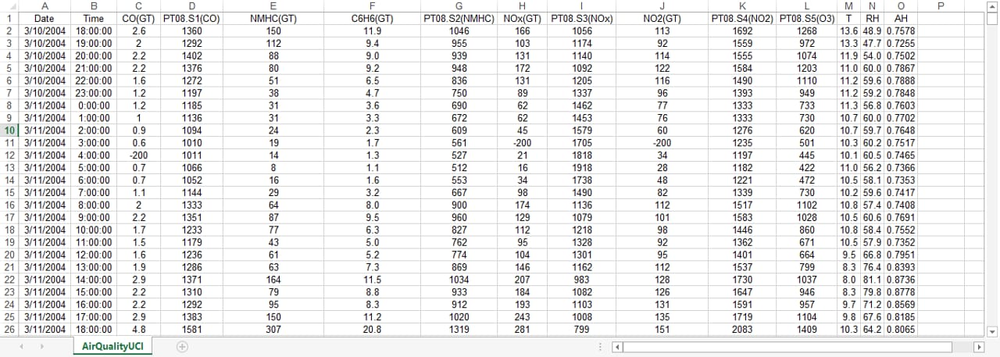 A B C D E F G H I J K L M N O P
1 Date Time CO(GT) PT08.S1(CO) NMHC(GT) C6H6(GT) PT08.S2(NMHC) NOx(GT) PT08.S3(NOx) NO2(GT) PT08.S4(NO2) PT08.S5(O3) T RH AH
2 3/10/2004 18:00:00 2.6 1360 150 11.9 1046 166 1056 113 1692 1268 13.6 48.9 0.7578
3 3/10/2004 19:00:00 2 1292 112 9.4 955 103 1174 92 1559 972 13.3 47.7 0.7255
4 3/10/2004 20:00:00 2.2 1402 88 9.0 939 131 1140 114 1555 1074 11.9 54.0 0.7502
5 3/10/2004 21:00:00 2.2 1376 80 9.2 948 172 1092 122 1584 1203 11.0 60.0 0.7867
6 3/10/2004 22:00:00 1.6 1272 51 6.5 836 131 1205 116 1490 1110 11.2 59.6 0.7888
7 3/10/2004 23:00:00 1.2 1197 38 4.7 750 89 1337 96 1393 949 11.2 59.2 0.7848
8 3/11/2004 0:00:00 1.2 1185 31 3.6 690 62 1462 77 1333 733 11.3 56.8 0.7603
9 3/11/2004 1:00:00 1 1136 31 3.3 672 62 1453 76 1333 730 10.7 60.0 0.7702
10 3/11/2004 2:00:00 0.9 1094 24 2.3 609 45 1579 60 1276 620 10.7 59.7 0.7648
11 3/11/2004 3:00:00 0.6 1010 19 1.7 561 -200 1705 -200 1235 501 10.3 60.2 0.7517
12 3/11/2004 4:00:00 -200 1011 14 1.3 527 21 1818 34 1197 445 10.1 60.5 0.7465
13 3/11/2004 5:00:00 0.7 1066 8 1.1 512 16 1918 28 1182 422 11.0 56.2 0.7366
14 3/11/2004 6:00:00 0.7 1052 16 1.6 553 34 1738 48 1221 472 10.5 58.1 0.7353
15 3/11/2004 7:00:00 1.1 1144 29 3.2 667 98 1490 82 1339 730 10.2 59.6 0.7417
16 3/11/2004 8:00:00 2 1333 64 8.0 900 174 1136 112 1517 1102 10.8 57.4 0.7408
17 3/11/2004 9:00:00 2.2 1351 87 9.5 960 129 1079 101 1583 1028 10.5 60.6 0.7691
18 3/11/2004 10:00:00 1.7 1233 77 6.3 827 112 1218 98 1446 860 10.8 58.4 0.7552
19 3/11/2004 11:00:00 1.5 1179 43 5.0 762 95 1328 92 1362 671 10.5 57.9 0.7352
20 3/11/2004 12:00:00 1.6 1236 61 5.2 774 104 1301 95 1401 664 9.5 66.8 0.7951
21 3/11/2004 13:00:00 1.9 1286 63 7.3 869 146 1162 112 1537 799 8.3 76.4 0.8393
22 3/11/2004 14:00:00 2.9 1371 164 11.5 1034 207 983 128 1730 1037 8.0 81.1 0.8736
23 3/11/2004 15:00:00 2.2 1310 79 8.8 933 184 1082 126 1647 946 8.3 79.8 0.8778
24 3/11/2004 16:00:00 2.2 1292 95 8.3 912 193 1103 131 1591 957 9.7 71.2 0.8569
25 3/11/2004 17:00:00 2.9 1383 150 11.2 1020 243 1008 135 1719 1104 9.8 67.6 0.8185
26 3/11/2004 18:00:00 4.8 1581 307 20.8 1319 281 799 151 2083 1409 10.3 64.2 0.8065
AirQualityUCI